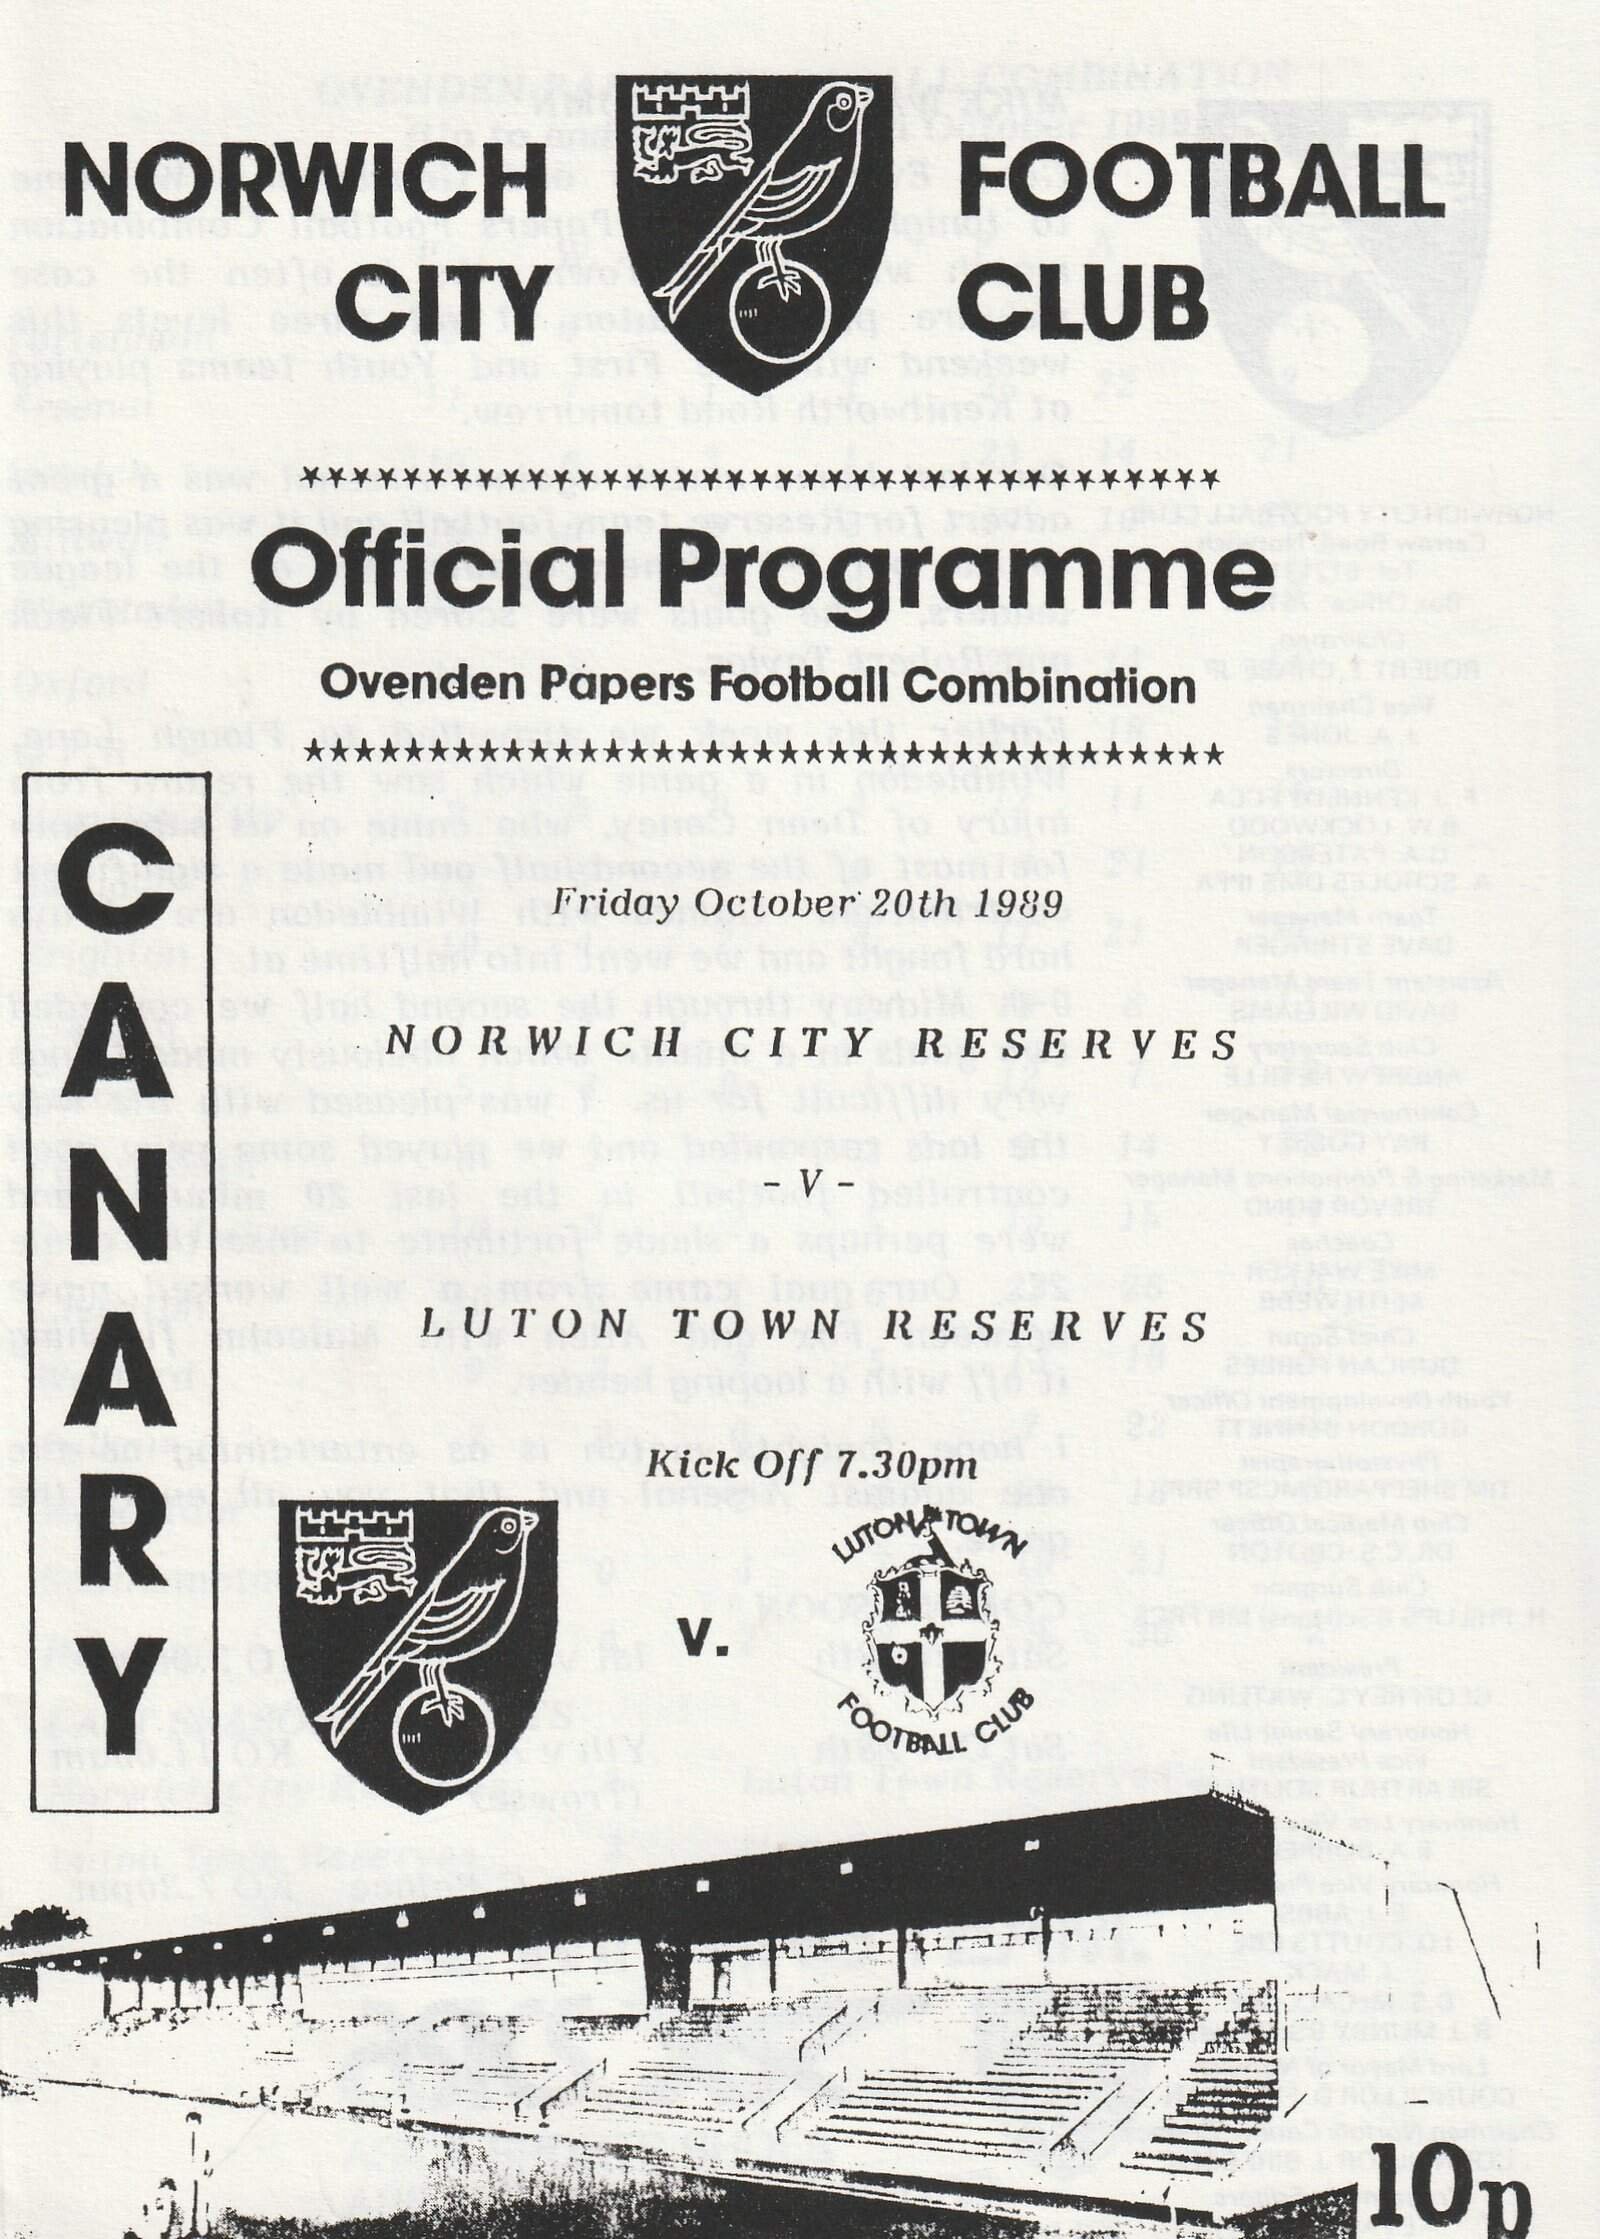 NORWICH FOOTBALL
CITY CLUB
************************************
Official Programme
Ovenden Papers Football Combination
************************************
CANARY
Friday October 20th 1989
NORWICH CITY RESERVES
- V -
LUTON TOWN RESERVES
Kick Off 7.30pm
LUTON TOWN
v.
FOOTBALL CLUB
10p